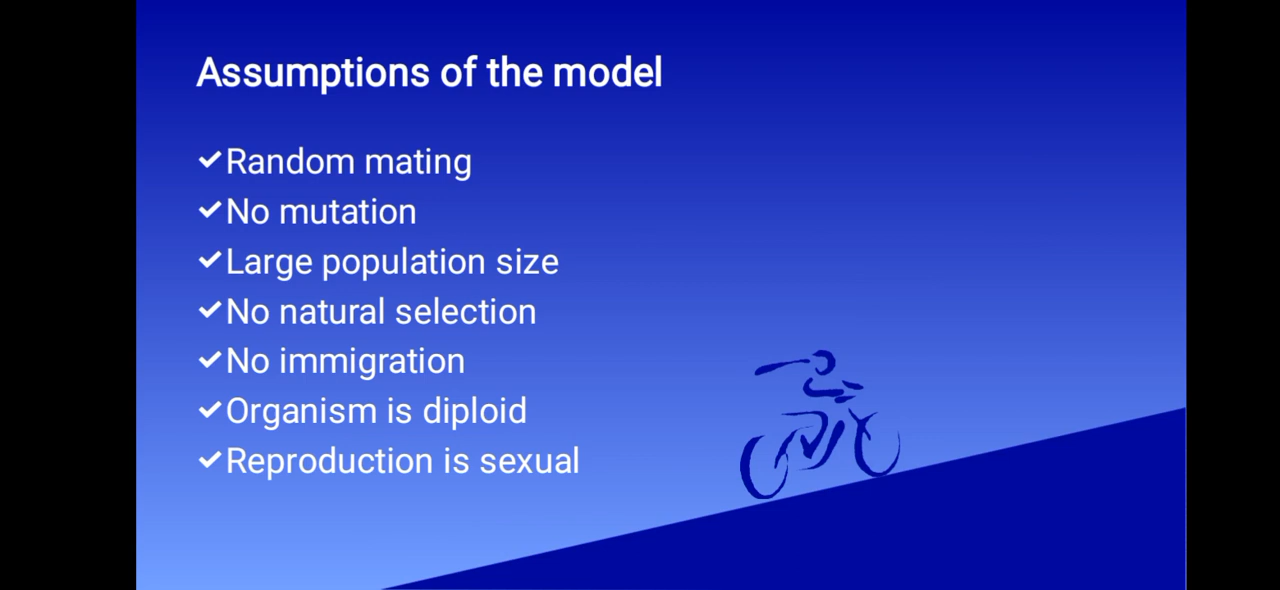 Assumptions of the model
✓Random mating
✓No mutation
✓Large population size
✓No natural selection
✓No immigration
✓Organism is diploid
✓Reproduction is sexual